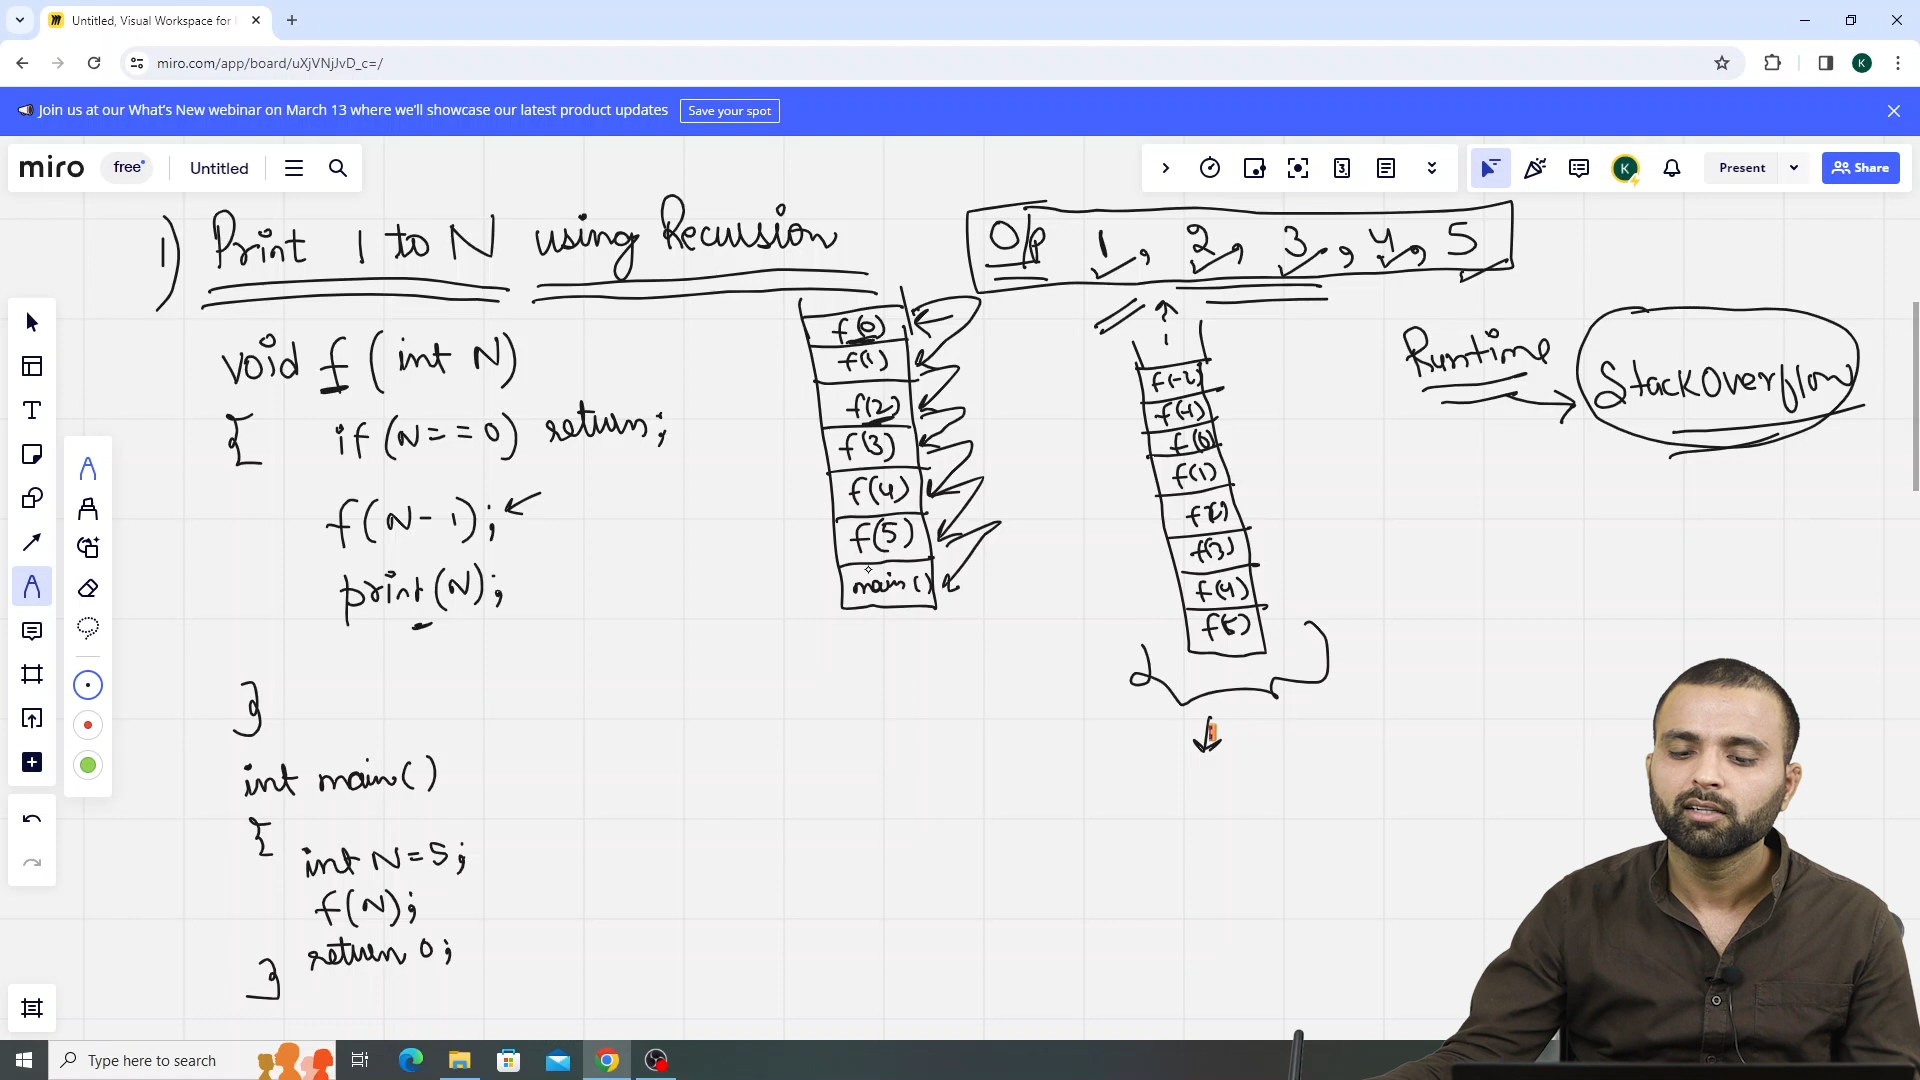 Untitled, Visual Workspace for
miro.com/app/board/uXjVNjJvD_c=/
K
Join us at our What's New webinar on March 13 where we'll showcase our latest product updates
Save your spot
miro
free
Untitled
K
Present
Share
1) Print 1 to N using Recursion
O/p 1, 2, 3, 4, 5
void f (int N)
{ if (N==0) return;
f(N-1);
print(N);
}
int main()
{
int N=5;
f(N);
return 0;
}
f(0)
f(1)
f(2)
f(3)
f(4)
f(5)
main()
f(-2)
f(-1)
f(0)
f(1)
f(2)
f(3)
f(4)
f(5)
Runtime
StackOverflow
Type here to search